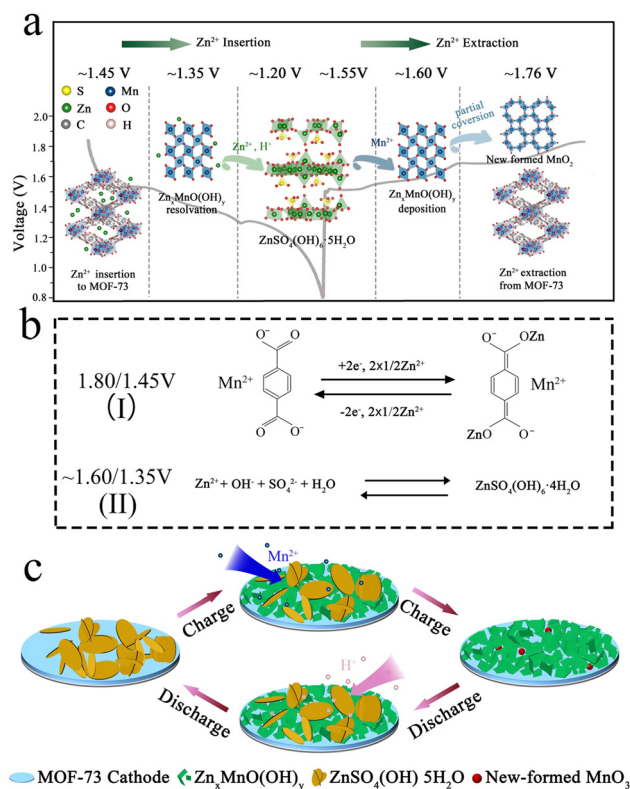 a
Zn²⁺ Insertion
Zn²⁺ Extraction
~1.45 V
~1.35 V
~1.20 V
~1.55V
~1.60 V
~1.76 V
S
Mn
Zn
O
C
H
Voltage (V)
2.0
1.8
1.6
1.4
1.2
1.0
0.8
Zn²⁺ insertion
to MOF-73
ZnₓMnO(OH)ᵧ
resolvation
Zn²⁺, H⁺
ZnSO₄(OH)₆·5H₂O
Mn²⁺
ZnₓMnO(OH)ᵧ
deposition
partial
coversion
New formed MnO₂
Zn²⁺ extraction
from MOF-73
b
1.80/1.45V
(I)
Mn²⁺
O⁻
O
O
O⁻
+2e⁻, 2x1/2Zn²⁺
-2e⁻, 2x1/2Zn²⁺
O⁻
OZn
Mn²⁺
ZnO
O⁻
~1.60/1.35V
(II)
Zn²⁺ + OH⁻ + SO₄²⁻ + H₂O
ZnSO₄(OH)₆·4H₂O
c
Mn²⁺
Charge
Charge
H⁺
Discharge
Discharge
MOF-73 Cathode
ZnₓMnO(OH)ᵧ
ZnSO₄(OH) 5H₂O
New-formed MnO₃